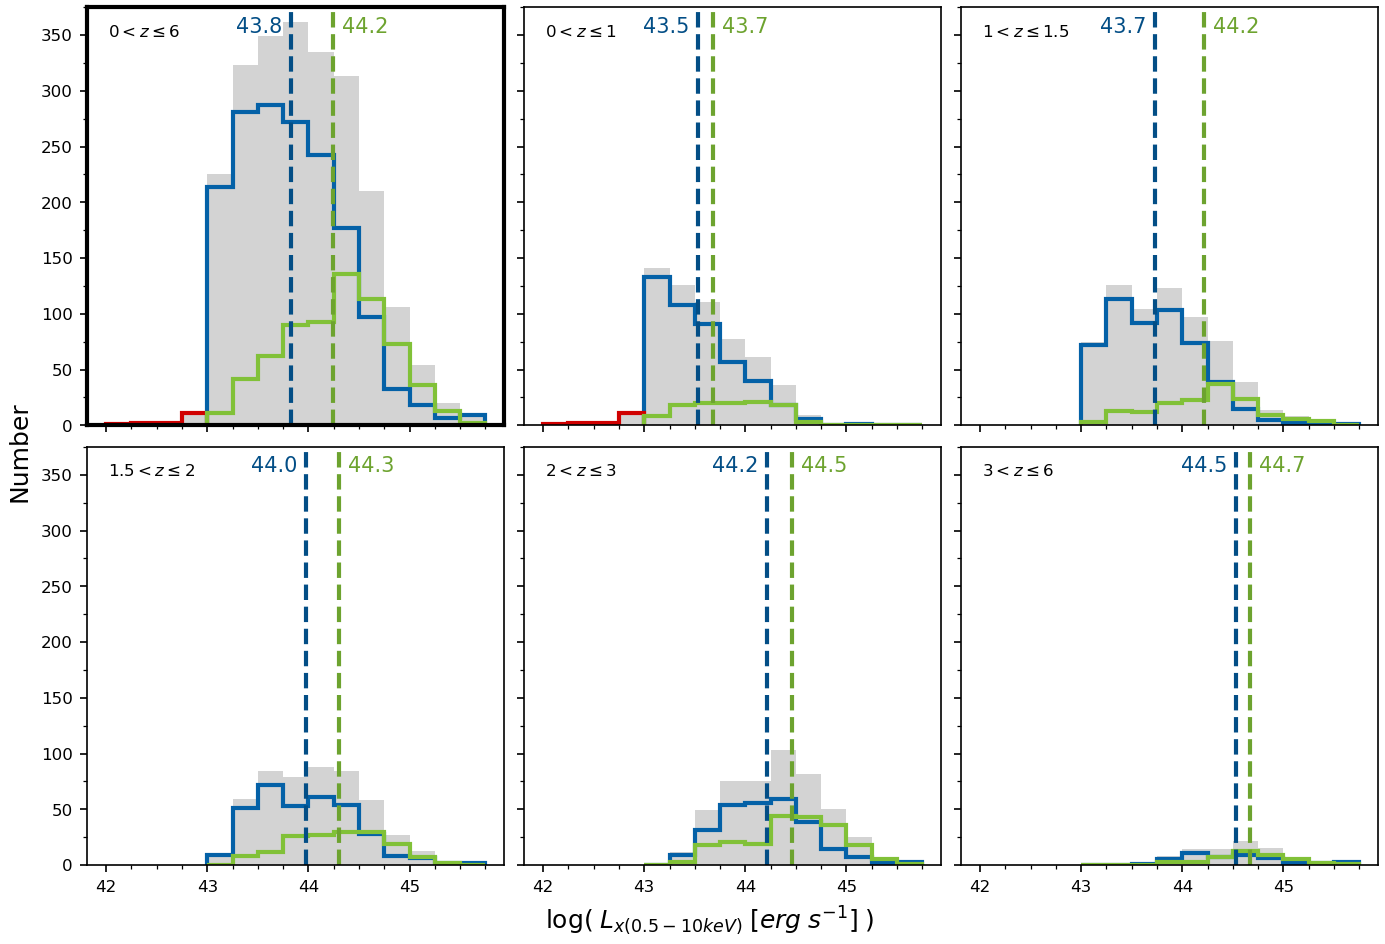 0 < z ≤ 6 43.8 44.2
0 < z ≤ 1 43.5 43.7
1 < z ≤ 1.5 43.7 44.2
350
300
250
200
150
100
50
0
Number
1.5 < z ≤ 2 44.0 44.3
2 < z ≤ 3 44.2 44.5
3 < z ≤ 6 44.5 44.7
350
300
250
200
150
100
50
0
42 43 44 45
42 43 44 45
42 43 44 45
log( L_{x(0.5−10keV)} [erg s^{−1}] )